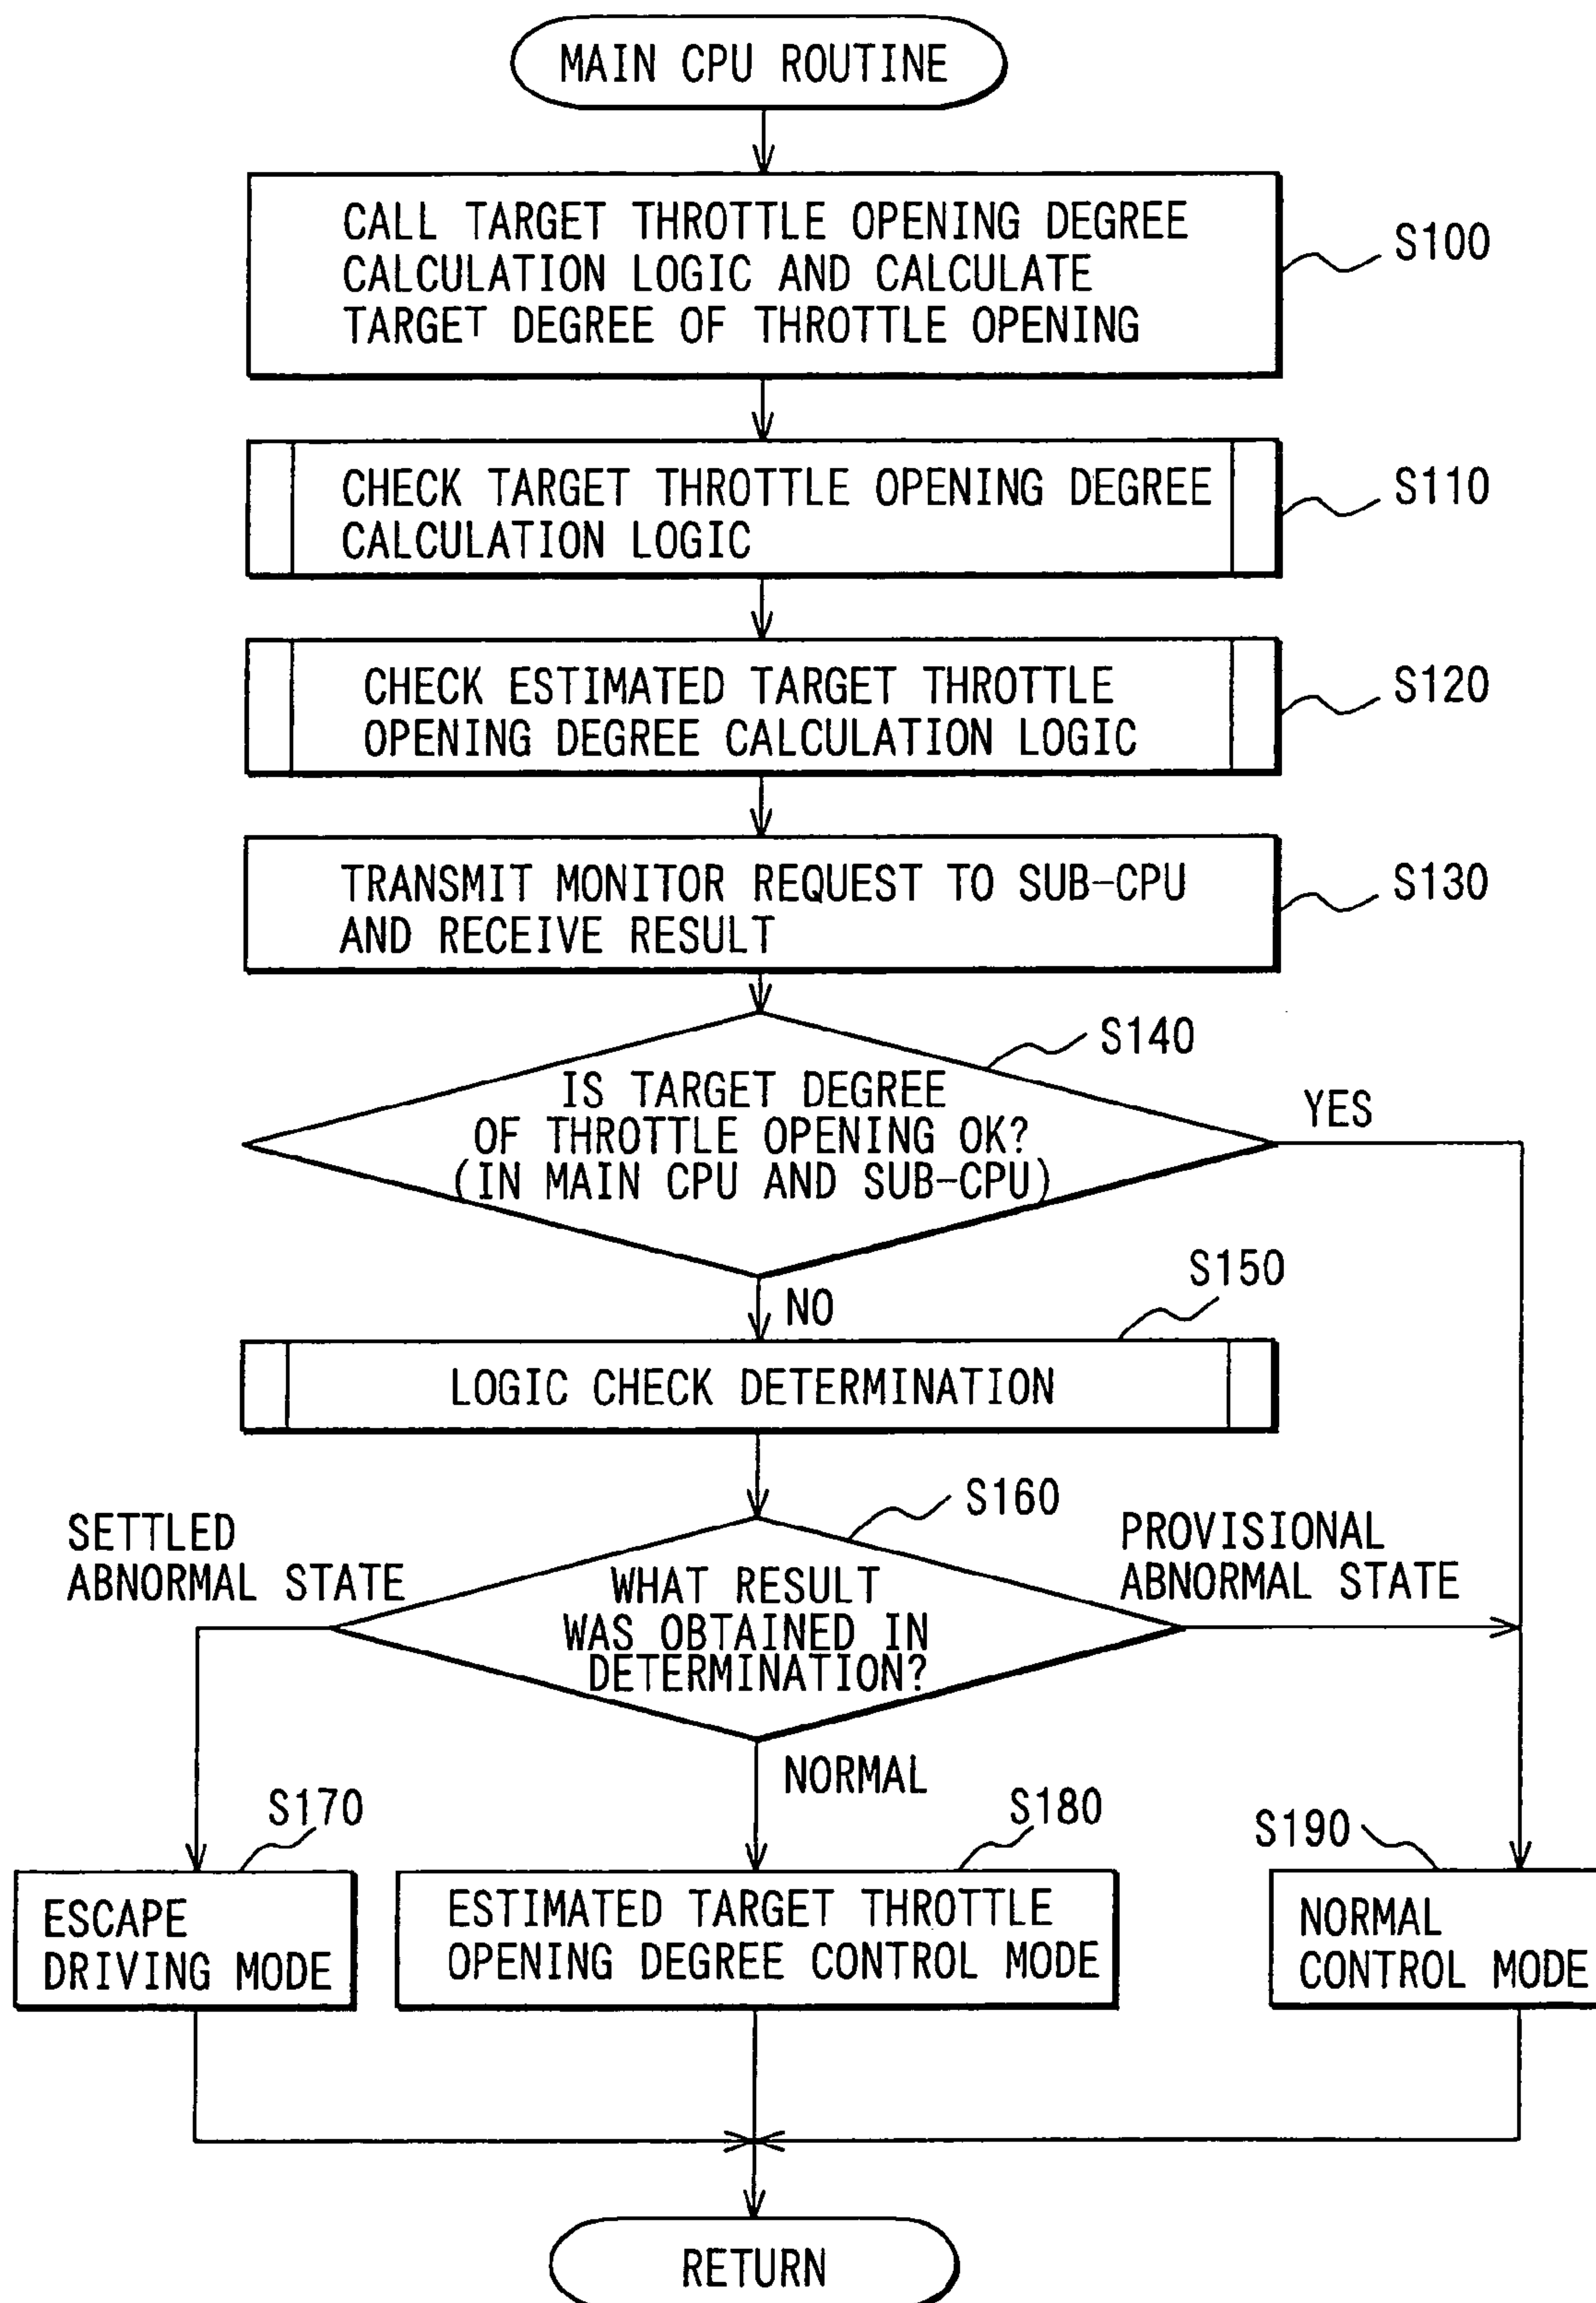 MAIN CPU ROUTINE
CALL TARGET THROTTLE OPENING DEGREE
CALCULATION LOGIC AND CALCULATE
TARGET DEGREE OF THROTTLE OPENING
S100
CHECK TARGET THROTTLE OPENING DEGREE
CALCULATION LOGIC
S110
CHECK ESTIMATED TARGET THROTTLE
OPENING DEGREE CALCULATION LOGIC
S120
TRANSMIT MONITOR REQUEST TO SUB-CPU
AND RECEIVE RESULT
S130
S140
IS TARGET DEGREE
OF THROTTLE OPENING OK?
(IN MAIN CPU AND SUB-CPU)
YES
NO
S150
LOGIC CHECK DETERMINATION
S160
SETTLED
ABNORMAL STATE
WHAT RESULT
WAS OBTAINED IN
DETERMINATION?
PROVISIONAL
ABNORMAL STATE
NORMAL
S170
S180
S190
ESCAPE
DRIVING MODE
ESTIMATED TARGET THROTTLE
OPENING DEGREE CONTROL MODE
NORMAL
CONTROL MODE
RETURN